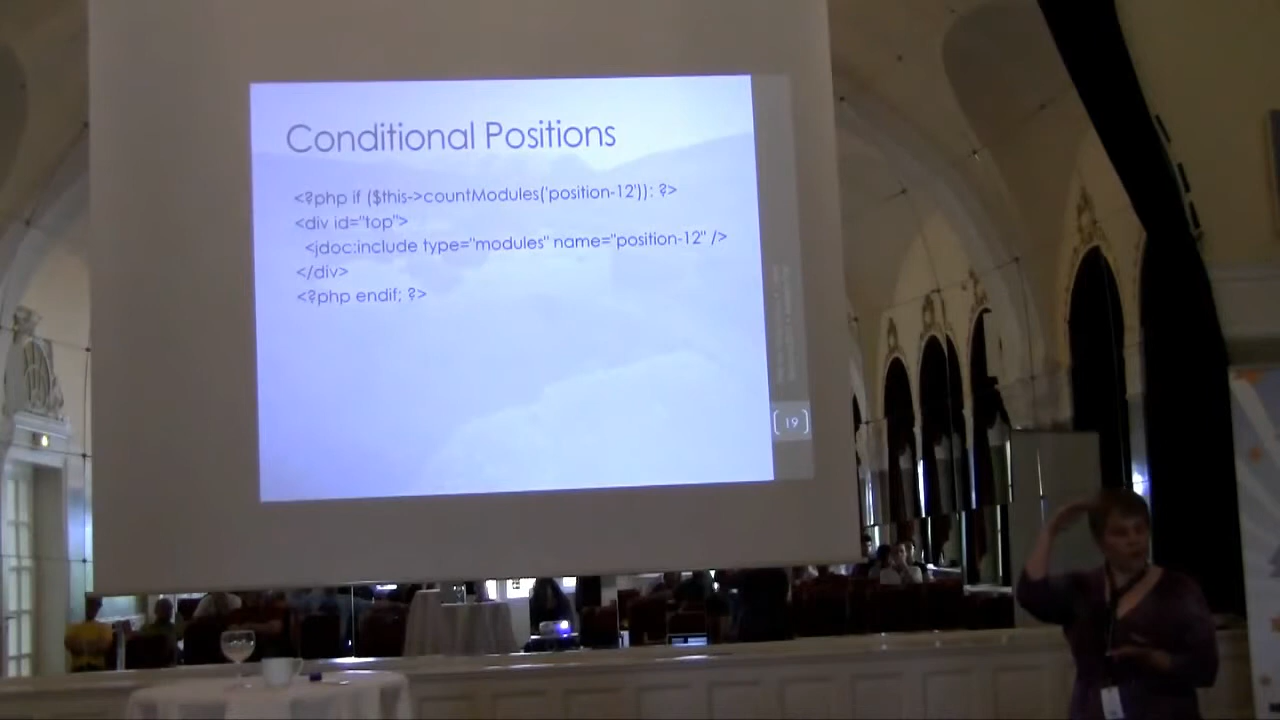 Conditional Positions
<?php if ($this->countModules('position-12')): ?>
<div id="top">
<jdoc:include type="modules" name="position-12" />
</div>
<?php endif; ?>
19